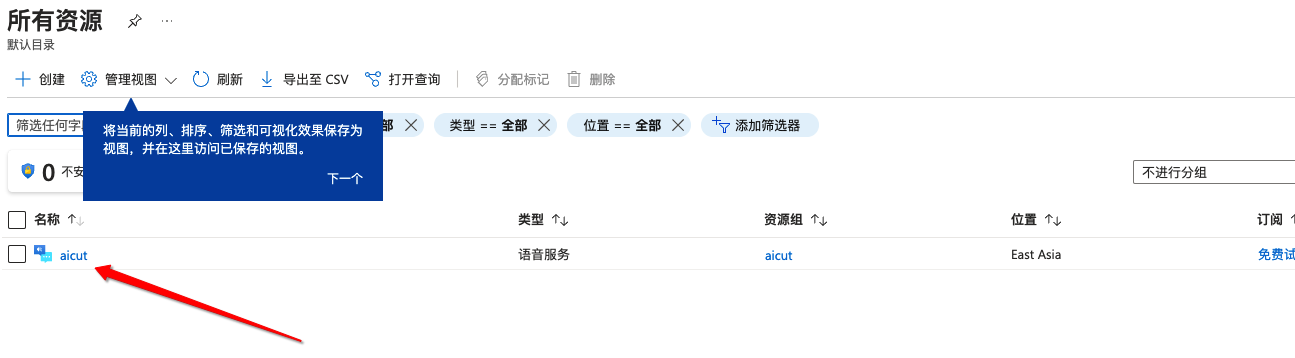 所有资源
默认目录
创建 管理视图 刷新 导出至 CSV 打开查询 分配标记 删除
筛选任何字 部 类型 == 全部 位置 == 全部 添加筛选器
将当前的列、排序、筛选和可视化效果保存为
视图，并在这里访问已保存的视图。
下一个
0 不安 不进行分组
名称 类型 资源组 位置 订阅
aicut 语音服务 aicut East Asia 免费试